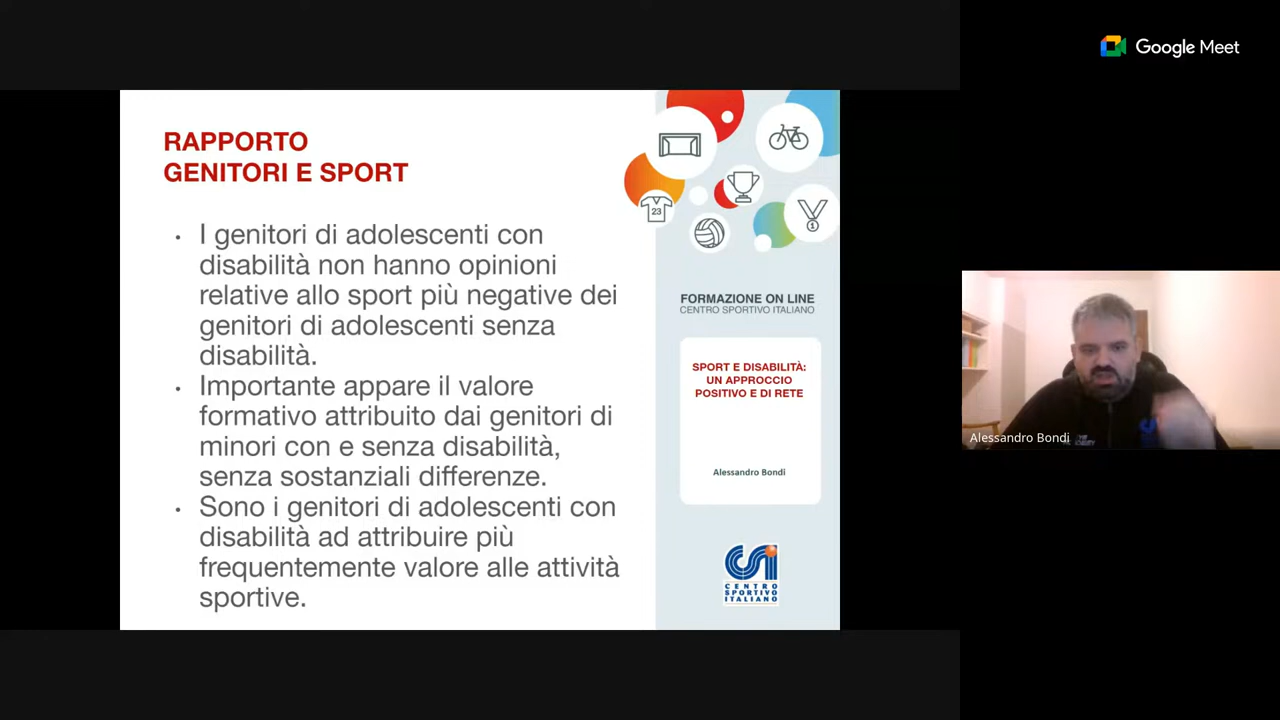 Google Meet
RAPPORTO
GENITORI E SPORT
• I genitori di adolescenti con
disabilità non hanno opinioni
relative allo sport più negative dei
genitori di adolescenti senza
disabilità.
• Importante appare il valore
formativo attribuito dai genitori di
minori con e senza disabilità,
senza sostanziali differenze.
• Sono i genitori di adolescenti con
disabilità ad attribuire più
frequentemente valore alle attività
sportive.
23
1
FORMAZIONE ON LINE
CENTRO SPORTIVO ITALIANO
SPORT E DISABILITÀ:
UN APPROCCIO
POSITIVO E DI RETE
Alessandro Bondi
CSI
CENTRO
SPORTIVO
ITALIANO
Alessandro Bondi